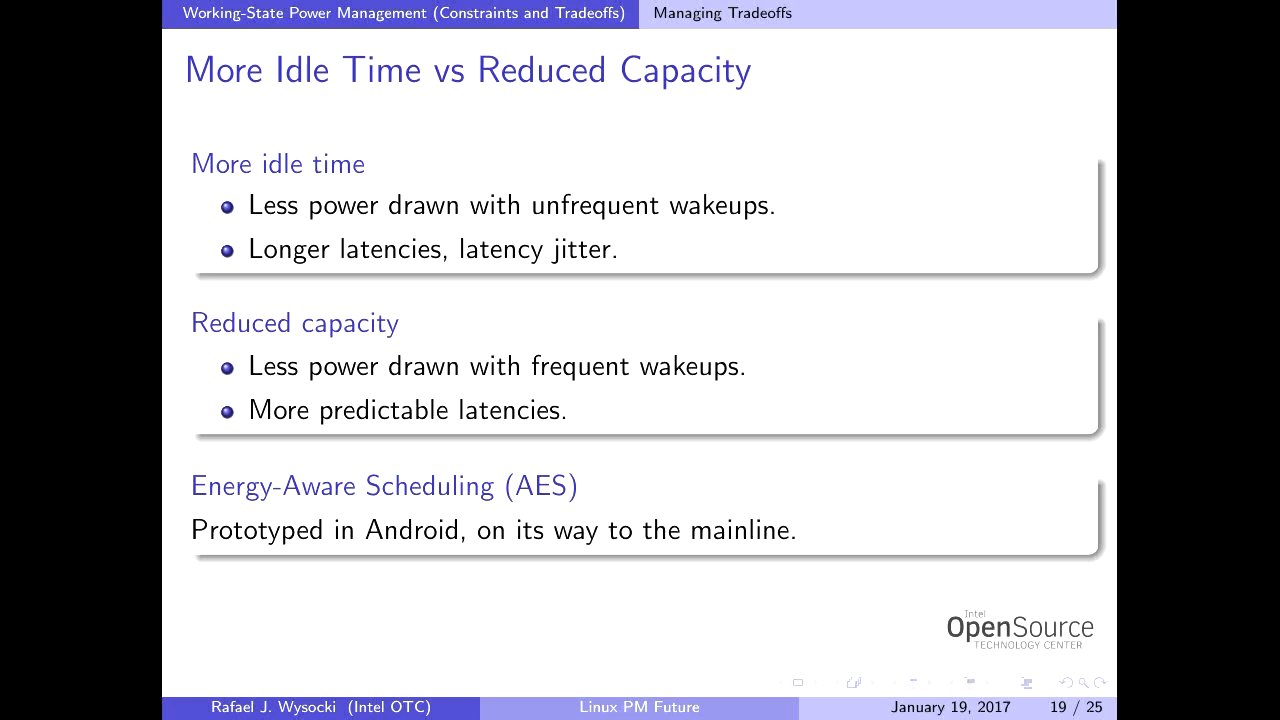 Working-State Power Management (Constraints and Tradeoffs) Managing Tradeoffs
More Idle Time vs Reduced Capacity
More idle time
Less power drawn with unfrequent wakeups.
Longer latencies, latency jitter.
Reduced capacity
Less power drawn with frequent wakeups.
More predictable latencies.
Energy-Aware Scheduling (AES)
Prototyped in Android, on its way to the mainline.
Intel
OpenSource
TECHNOLOGY CENTER
Rafael J. Wysocki (Intel OTC) Linux PM Future January 19, 2017 19 / 25